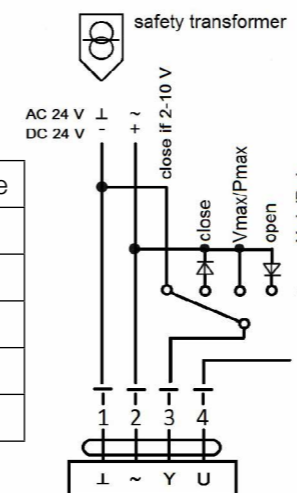 safety transformer
AC 24 V ⊥ ~
DC 24 V - +
close if 2-10 V
close
Vmax/Pmax
open
e
1 2 3 4
⊥ ~ Y U